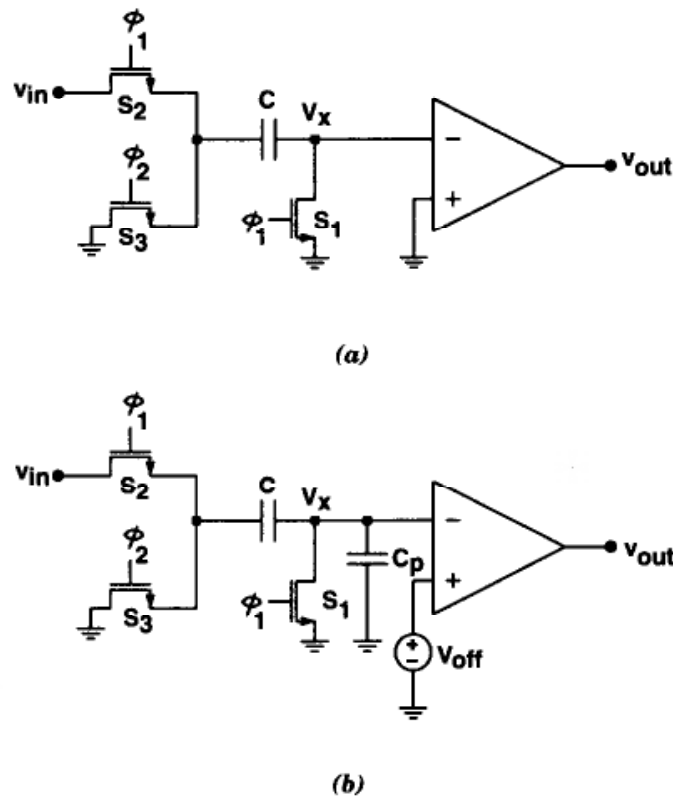 ϕ1
vin
S2
C
Vx
ϕ2
S3
ϕ1
S1
−
+
vout
(a)
ϕ1
vin
S2
C
Vx
ϕ2
S3
ϕ1
S1
Cp
−
+
vout
+
−
Voff
(b)